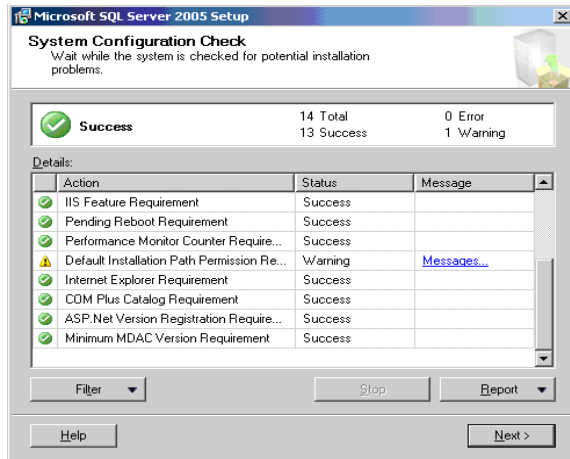 Microsoft SQL Server 2005 Setup
System Configuration Check
Wait while the system is checked for potential installation
problems.
Success
14 Total
0 Error
13 Success
1 Warning
Details:
Action Status Message
IIS Feature Requirement Success
Pending Reboot Requirement Success
Performance Monitor Counter Require... Success
Default Installation Path Permission Re... Warning Messages...
Internet Explorer Requirement Success
COM Plus Catalog Requirement Success
ASP.Net Version Registration Require... Success
Minimum MDAC Version Requirement Success
Filter Stop Report
Help Next >